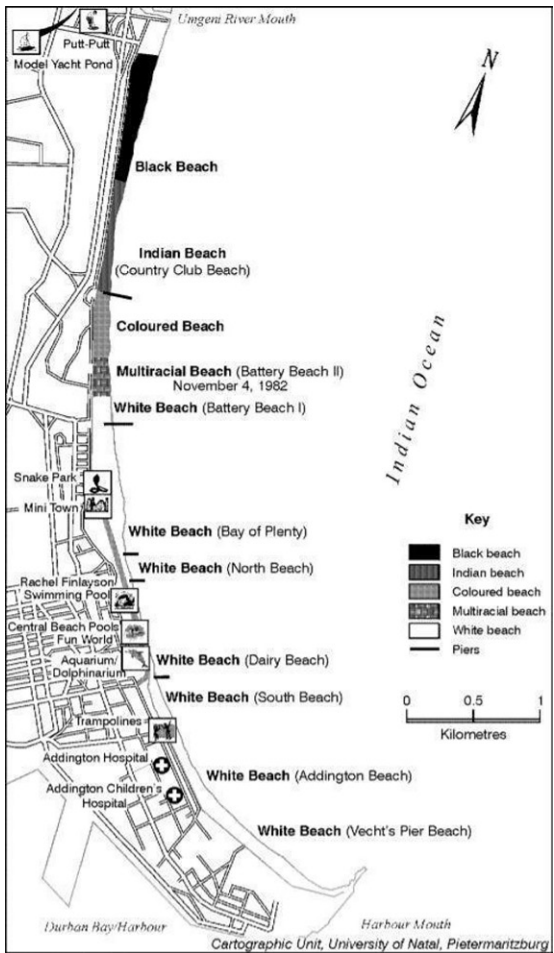 Umgeni River Mouth
Putt-Putt
Model Yacht Pond
N
Black Beach
Indian Beach
(Country Club Beach)
Coloured Beach
Multiracial Beach (Battery Beach II)
November 4, 1982
White Beach (Battery Beach I)
Indian Ocean
Snake Park
Mini Town
White Beach (Bay of Plenty)
White Beach (North Beach)
Rachel Finlayson
Swimming Pool
Central Beach Pools
Fun World
Aquarium/
Dolphinarium
White Beach (Dairy Beach)
White Beach (South Beach)
Trampolines
Addington Hospital
White Beach (Addington Beach)
Addington Children's
Hospital
White Beach (Vecht's Pier Beach)
Key
Black beach
Indian beach
Coloured beach
Multiracial beach
White beach
Piers
0 0.5 1
Kilometres
Durban Bay/Harbour
Harbour Mouth
Cartographic Unit, University of Natal, Pietermaritzburg